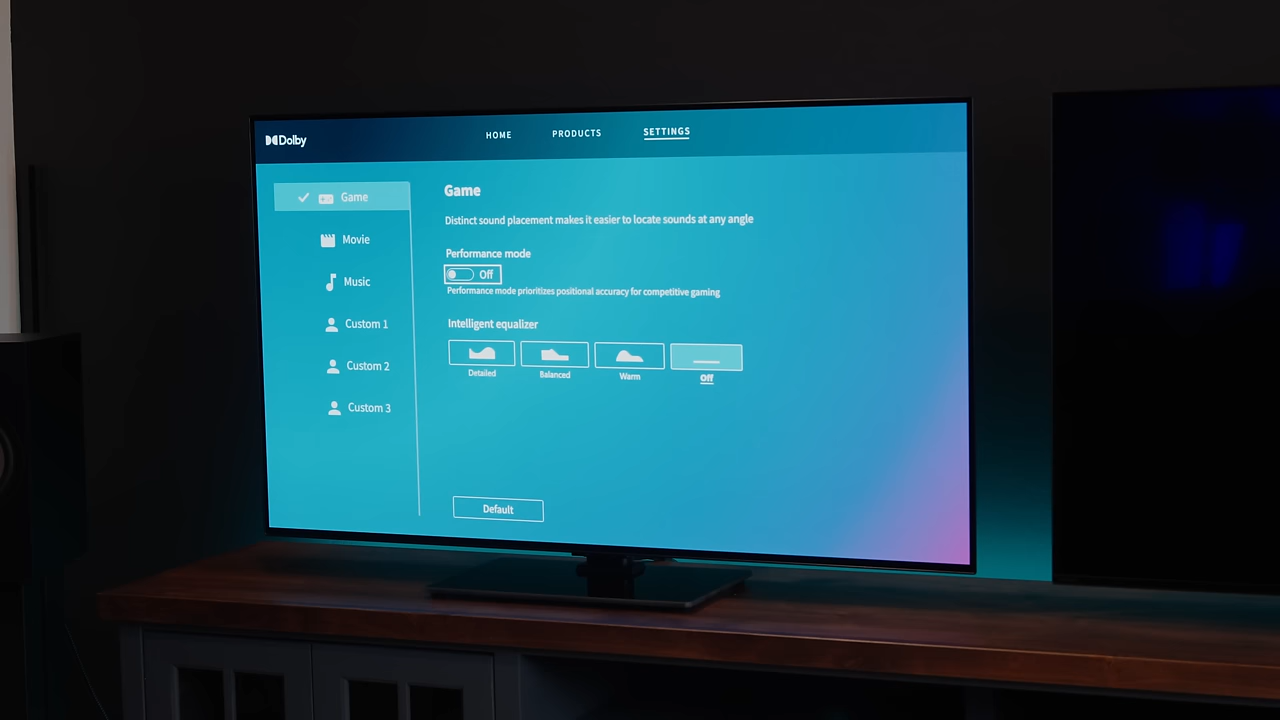 Dolby
HOME
PRODUCTS
SETTINGS
Game
Movie
Music
Custom 1
Custom 2
Custom 3
Game
Distinct sound placement makes it easier to locate sounds at any angle
Performance mode
Off
Performance mode prioritizes positional accuracy for competitive gaming
Intelligent equalizer
Detailed
Balanced
Warm
Off
Default